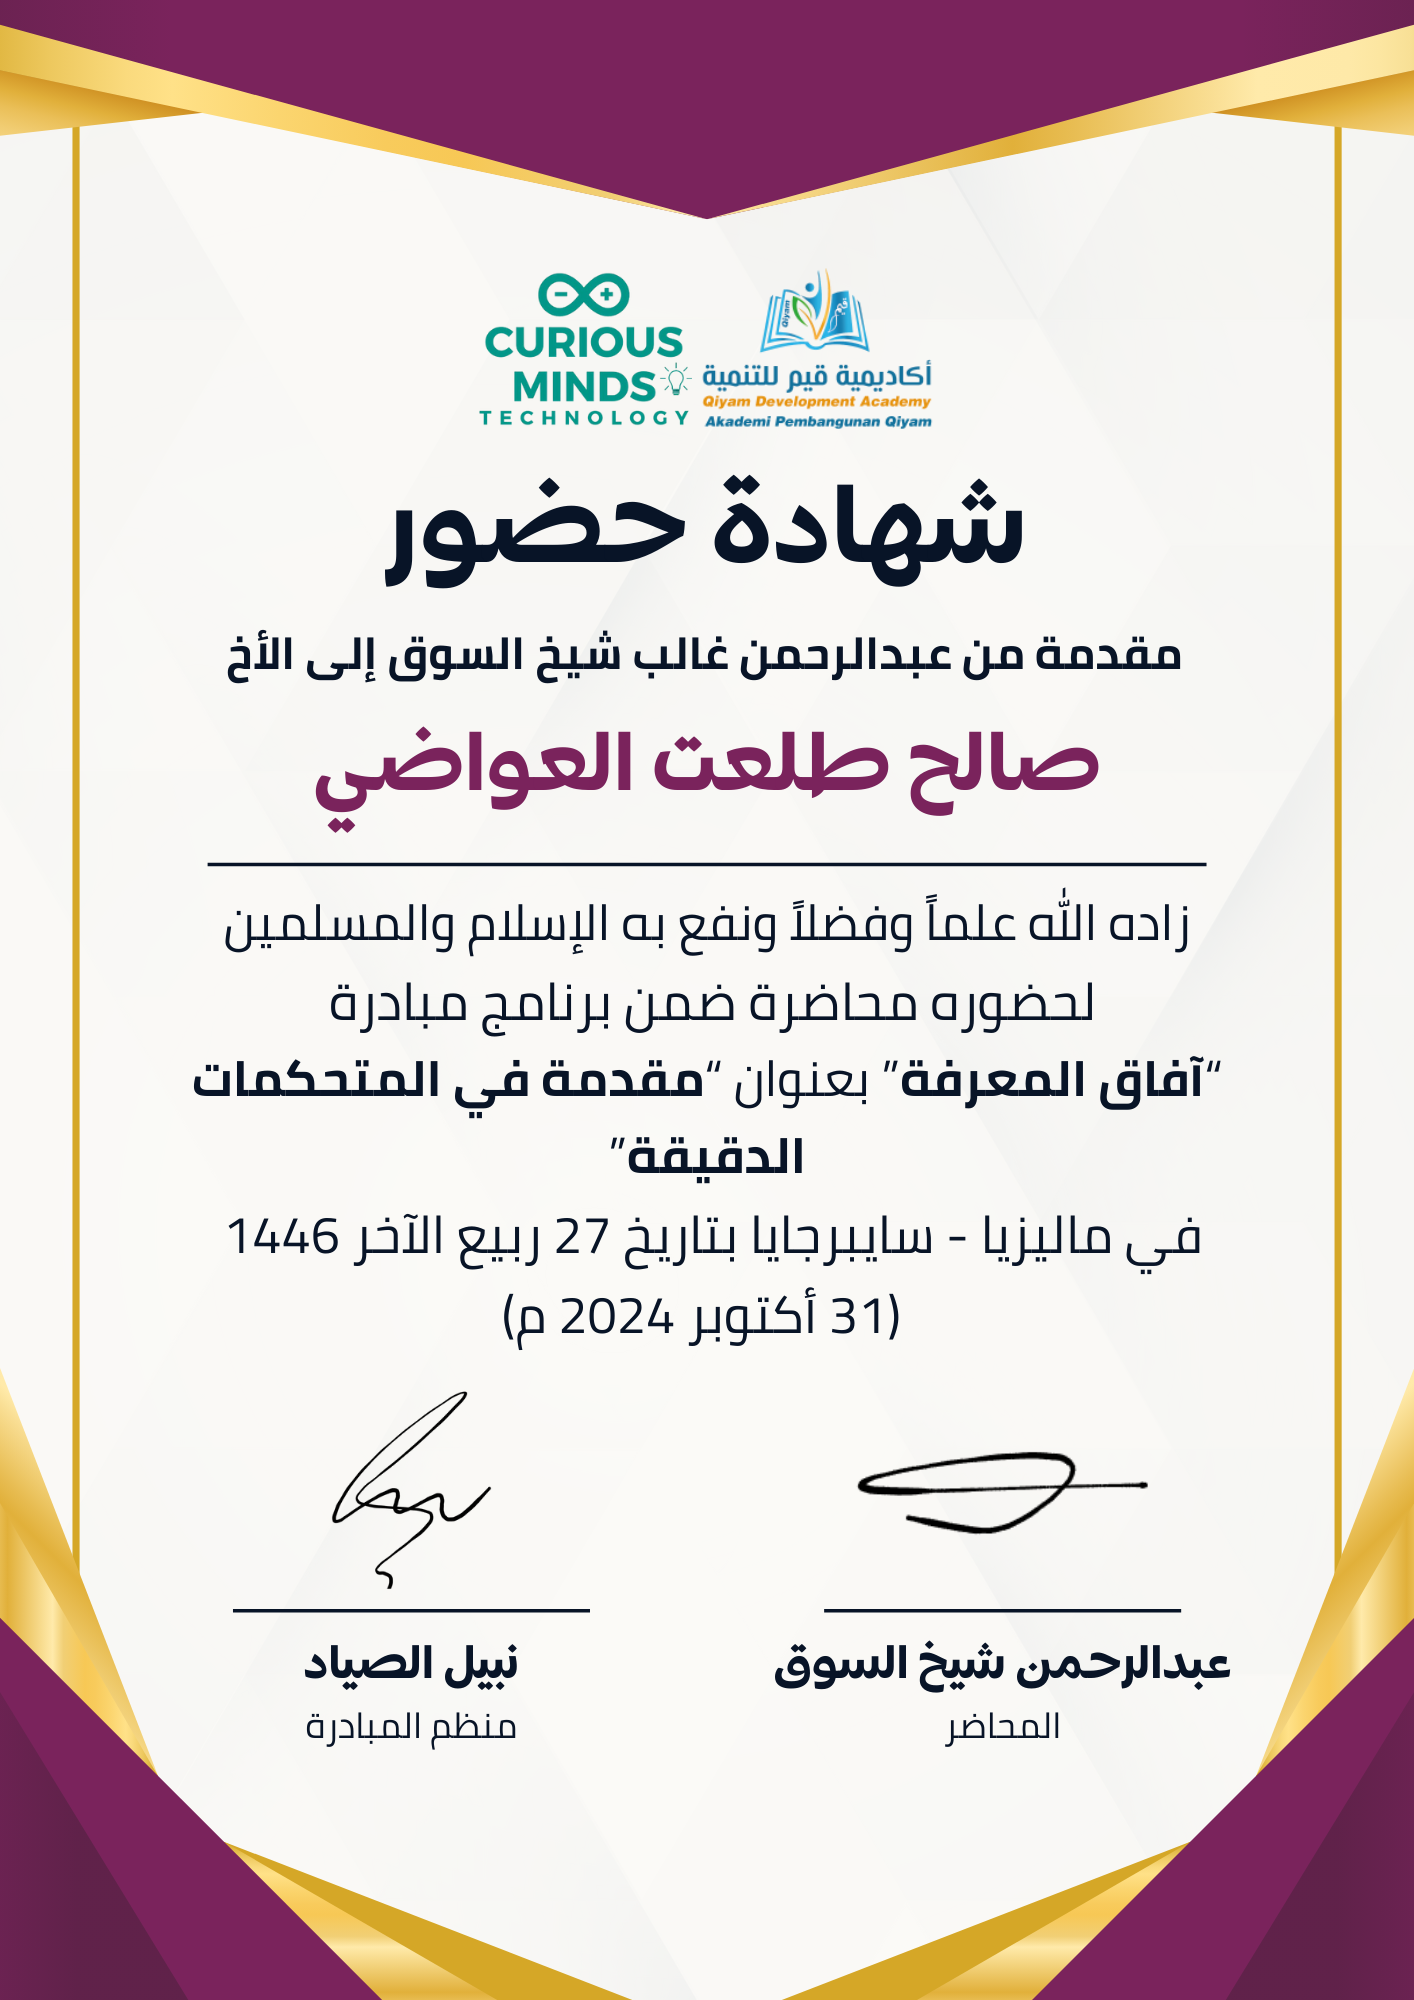 CURIOUS
MINDS
TECHNOLOGY
Qiyam
أكاديمية قيم للتنمية
Qiyam Development Academy
Akademi Pembangunan Qiyam
شهادة حضور
مقدمة من عبدالرحمن غالب شيخ السوق إلى الأخ
صالح طلعت العواضي
زاده الله علماً وفضلاً ونفع به الإسلام والمسلمين
لحضوره محاضرة ضمن برنامج مبادرة
“آفاق المعرفة” بعنوان “مقدمة في المتحكمات
الدقيقة”
في ماليزيا - سايبرجايا بتاريخ 27 ربيع الآخر 1446
(31 أكتوبر 2024 م)
عبدالرحمن شيخ السوق
المحاضر
نبيل الصياد
منظم المبادرة